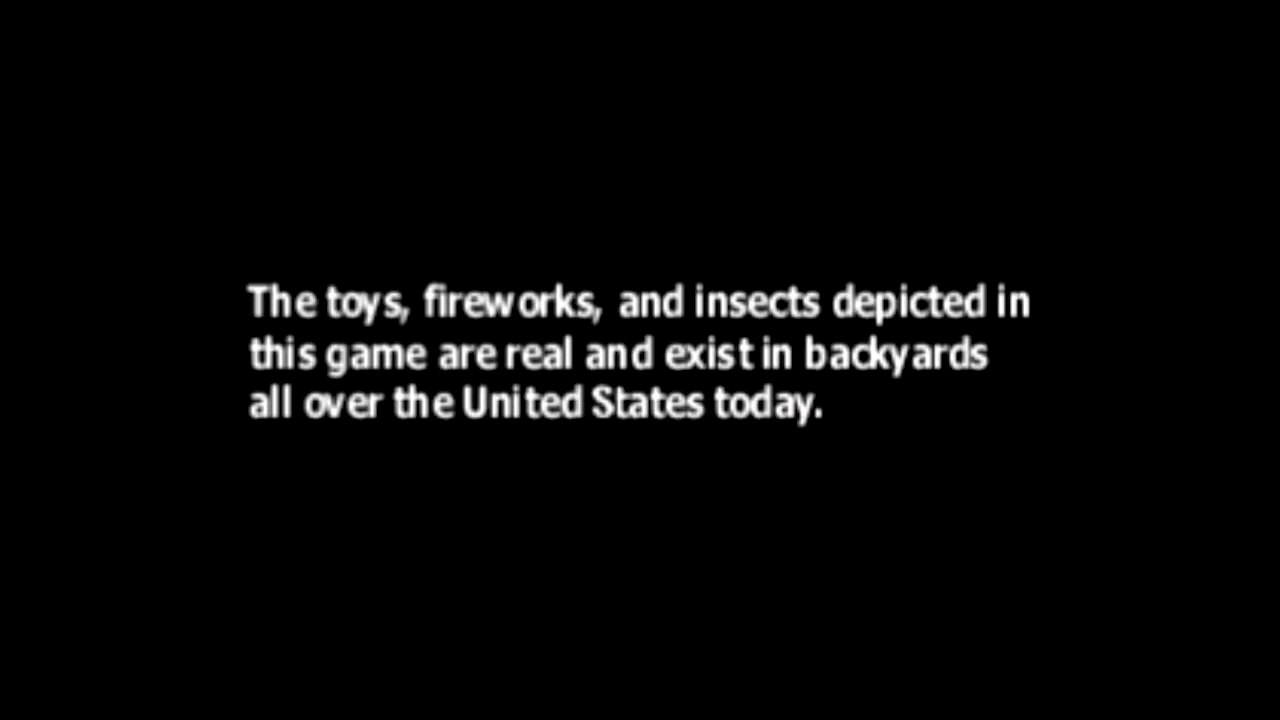 The toys, fireworks, and insects depicted in
this game are real and exist in backyards
all over the United States today.